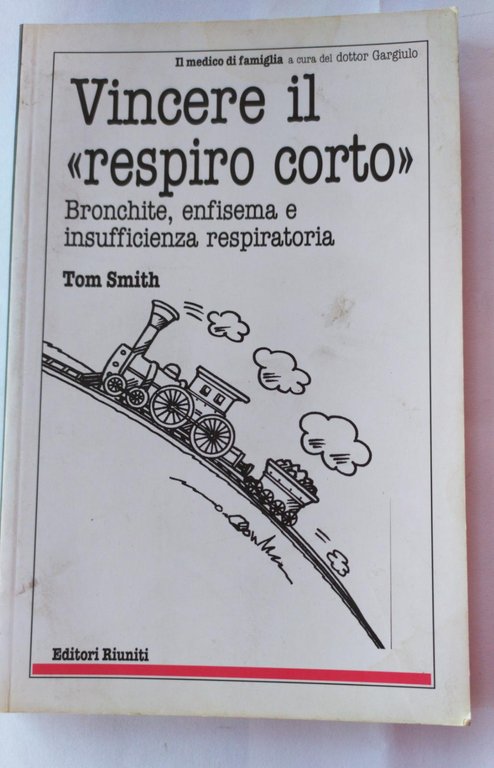 Il medico di famiglia a cura del dottor Gargiulo
Vincere il
«respiro corto»
Bronchite, enfisema e
insufficienza respiratoria
Tom Smith
Editori Riuniti